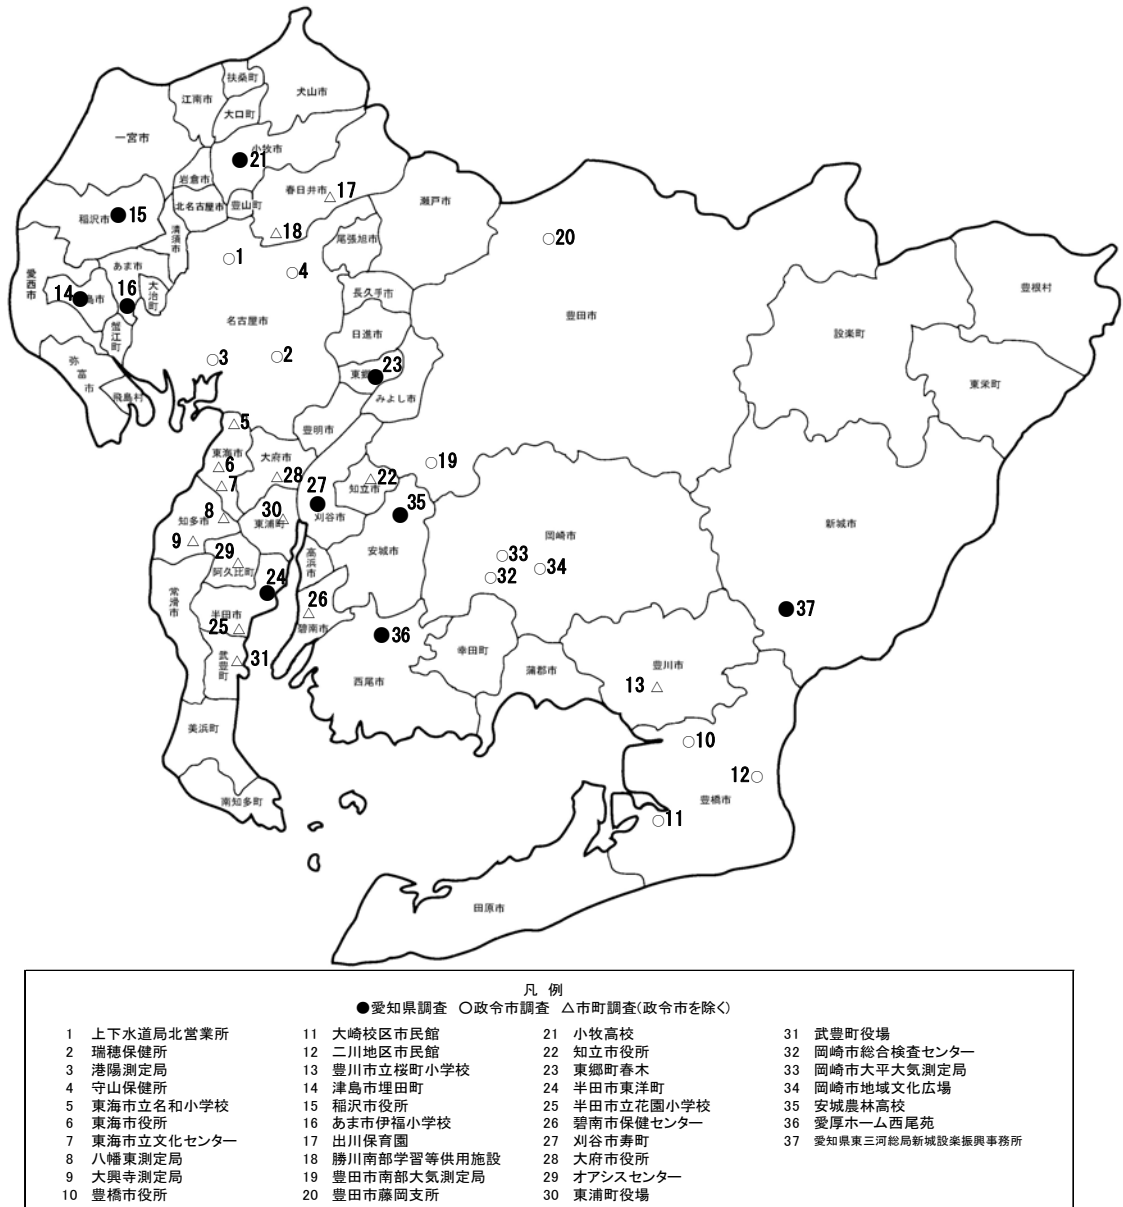 扶桑町
江南市
犬山市
大口町
一宮市
小牧市
●21
岩倉市
春日井市
△17
瀬戸市
北名古屋市
豊山町
稲沢市
●15
清須市
△18
尾張旭市
○20
○1
あま市
愛西市
○4
大治町
豊根村
14●
島市
16●
長久手市
豊田市
名古屋市
蟹江町
日進市
設楽町
弥富市
○3
○2
東郷
23●
東栄町
飛島村
みよし市
△5
豊明市
東海市
大府市
△6
○19
△28
△7
知立市
△22
27●
35●
8△
30△
知多市
東浦町
刈谷市
新城市
岡崎市
9△
高浜市
安城市
○33
29△
阿久比町
○34
○32
24●
常滑市
26△
●37
半田市
25△
碧南市
●36
幸田町
武豊町
△31
蒲郡市
豊川市
西尾市
13△
美浜町
○10
12○
南知多町
豊橋市
○11
田原市
凡 例
●愛知県調査 ○政令市調査 △市町調査(政令市を除く)
1 上下水道局北営業所
2 瑞穂保健所
3 港陽測定局
4 守山保健所
5 東海市立名和小学校
6 東海市役所
7 東海市立文化センター
8 八幡東測定局
9 大興寺測定局
10 豊橋市役所
11 大崎校区市民館
12 二川地区市民館
13 豊川市立桜町小学校
14 津島市埋田町
15 稲沢市役所
16 あま市伊福小学校
17 出川保育園
18 勝川南部学習等供用施設
19 豊田市南部大気測定局
20 豊田市藤岡支所
21 小牧高校
22 知立市役所
23 東郷町春木
24 半田市東洋町
25 半田市立花園小学校
26 碧南市保健センター
27 刈谷市寿町
28 大府市役所
29 オアシスセンター
30 東浦町役場
31 武豊町役場
32 岡崎市総合検査センター
33 岡崎市大平大気測定局
34 岡崎市地域文化広場
35 安城農林高校
36 愛厚ホーム西尾苑
37 愛知県東三河総局新城設楽振興事務所